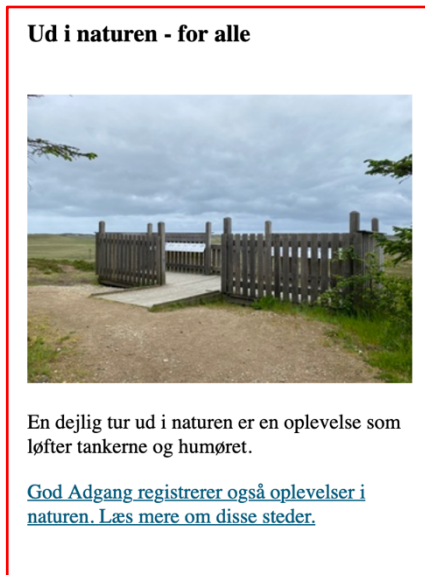 Ud i naturen - for alle
En dejlig tur ud i naturen er en oplevelse som
løfter tankerne og humøret.
God Adgang registrerer også oplevelser i
naturen. Læs mere om disse steder.